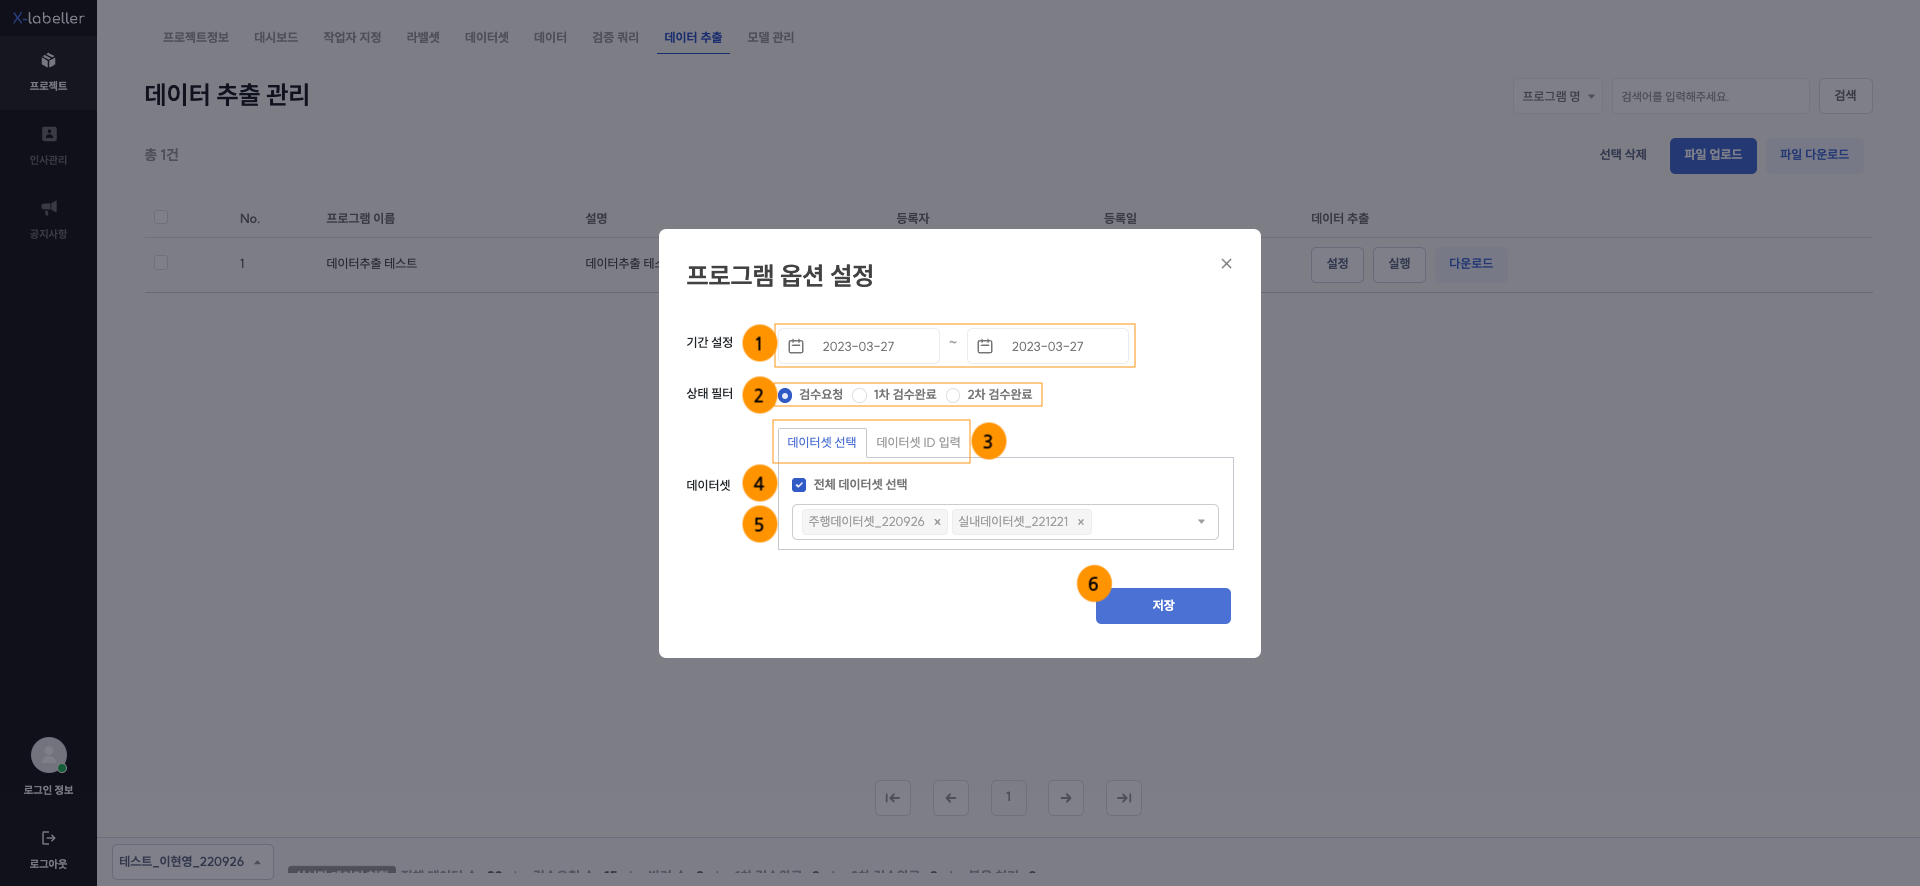 X-labeller
프로젝트
인사관리
공지사항
로그인 정보
로그아웃
프로젝트정보 대시보드 작업자 지정 라벨셋 데이터셋 데이터 검증 쿼리 데이터 추출 모델 관리
데이터 추출 관리
프로그램 명 검색어를 입력해주세요. 검색
총 1건
선택 삭제 파일 업로드 파일 다운로드
No. 프로그램 이름 설명 등록자 등록일 데이터 추출
1 데이터추출 테스트 데이터추출 설정 실행 다운로드
프로그램 옵션 설정
기간 설정 1 2023-03-27 ~ 2023-03-27
상태 필터 2 검수요청 1차 검수완료 2차 검수완료
데이터셋 선택 데이터셋 ID 입력 3
데이터셋 4 전체 데이터셋 선택
5 주행데이터셋_220926 × 실내데이터셋_221221 ×
6
저장
1
테스트_이현영_220926